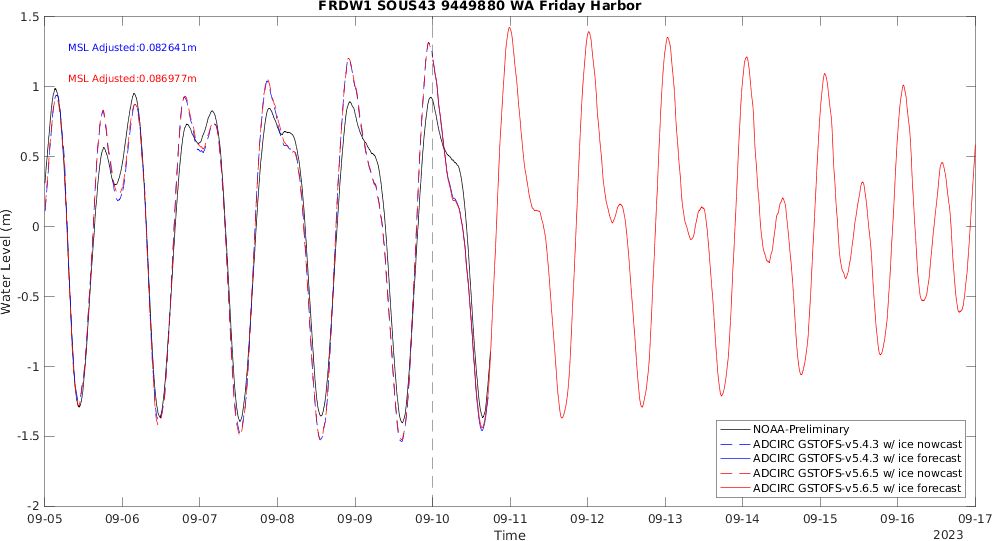 FRDW1 SOUS43 9449880 WA Friday Harbor
1.5
1
0.5
0
-0.5
-1
-1.5
-2
Water Level (m)
MSL Adjusted:0.082641m
MSL Adjusted:0.086977m
NOAA-Preliminary
ADCIRC GSTOFS-v5.4.3 w/ ice nowcast
ADCIRC GSTOFS-v5.4.3 w/ ice forecast
ADCIRC GSTOFS-v5.6.5 w/ ice nowcast
ADCIRC GSTOFS-v5.6.5 w/ ice forecast
09-05 09-06 09-07 09-08 09-09 09-10 09-11 09-12 09-13 09-14 09-15 09-16 09-17
Time
2023